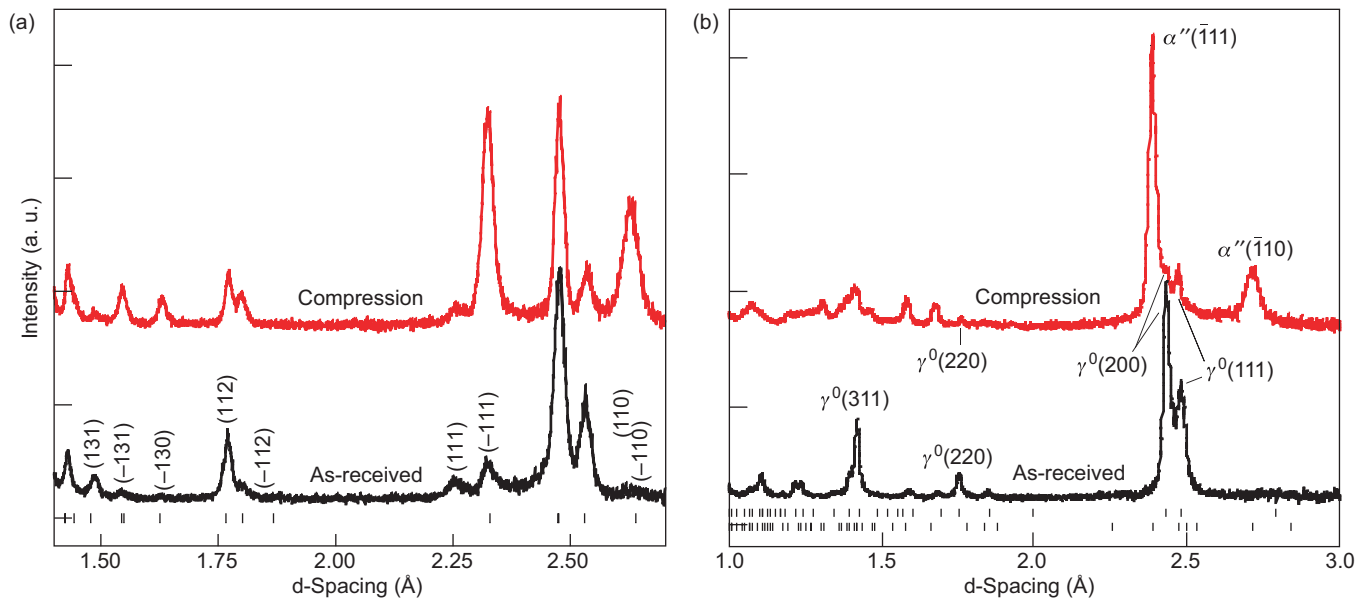 (a)
Intensity (a. u.)
Compression
As-received
(131)
(–131)
(–130)
(112)
(–112)
(111)
(–111)
(110)
(–110)
1.50
1.75
2.00
2.25
2.50
d-Spacing (Å)
(b)
α′′(1̄11)
α′′(1̄10)
Compression
γ⁰(220)
γ⁰(200)
γ⁰(111)
γ⁰(311)
γ⁰(220)
As-received
1.0
1.5
2.0
2.5
3.0
d-Spacing (Å)